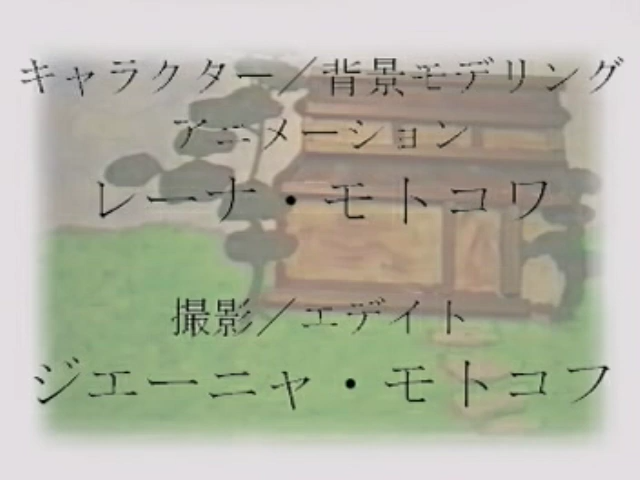 キャラクター／背景モデリング
アニメーション
レーナ・モトコワ
撮影／エデイト
ジエーニャ・モトコフ